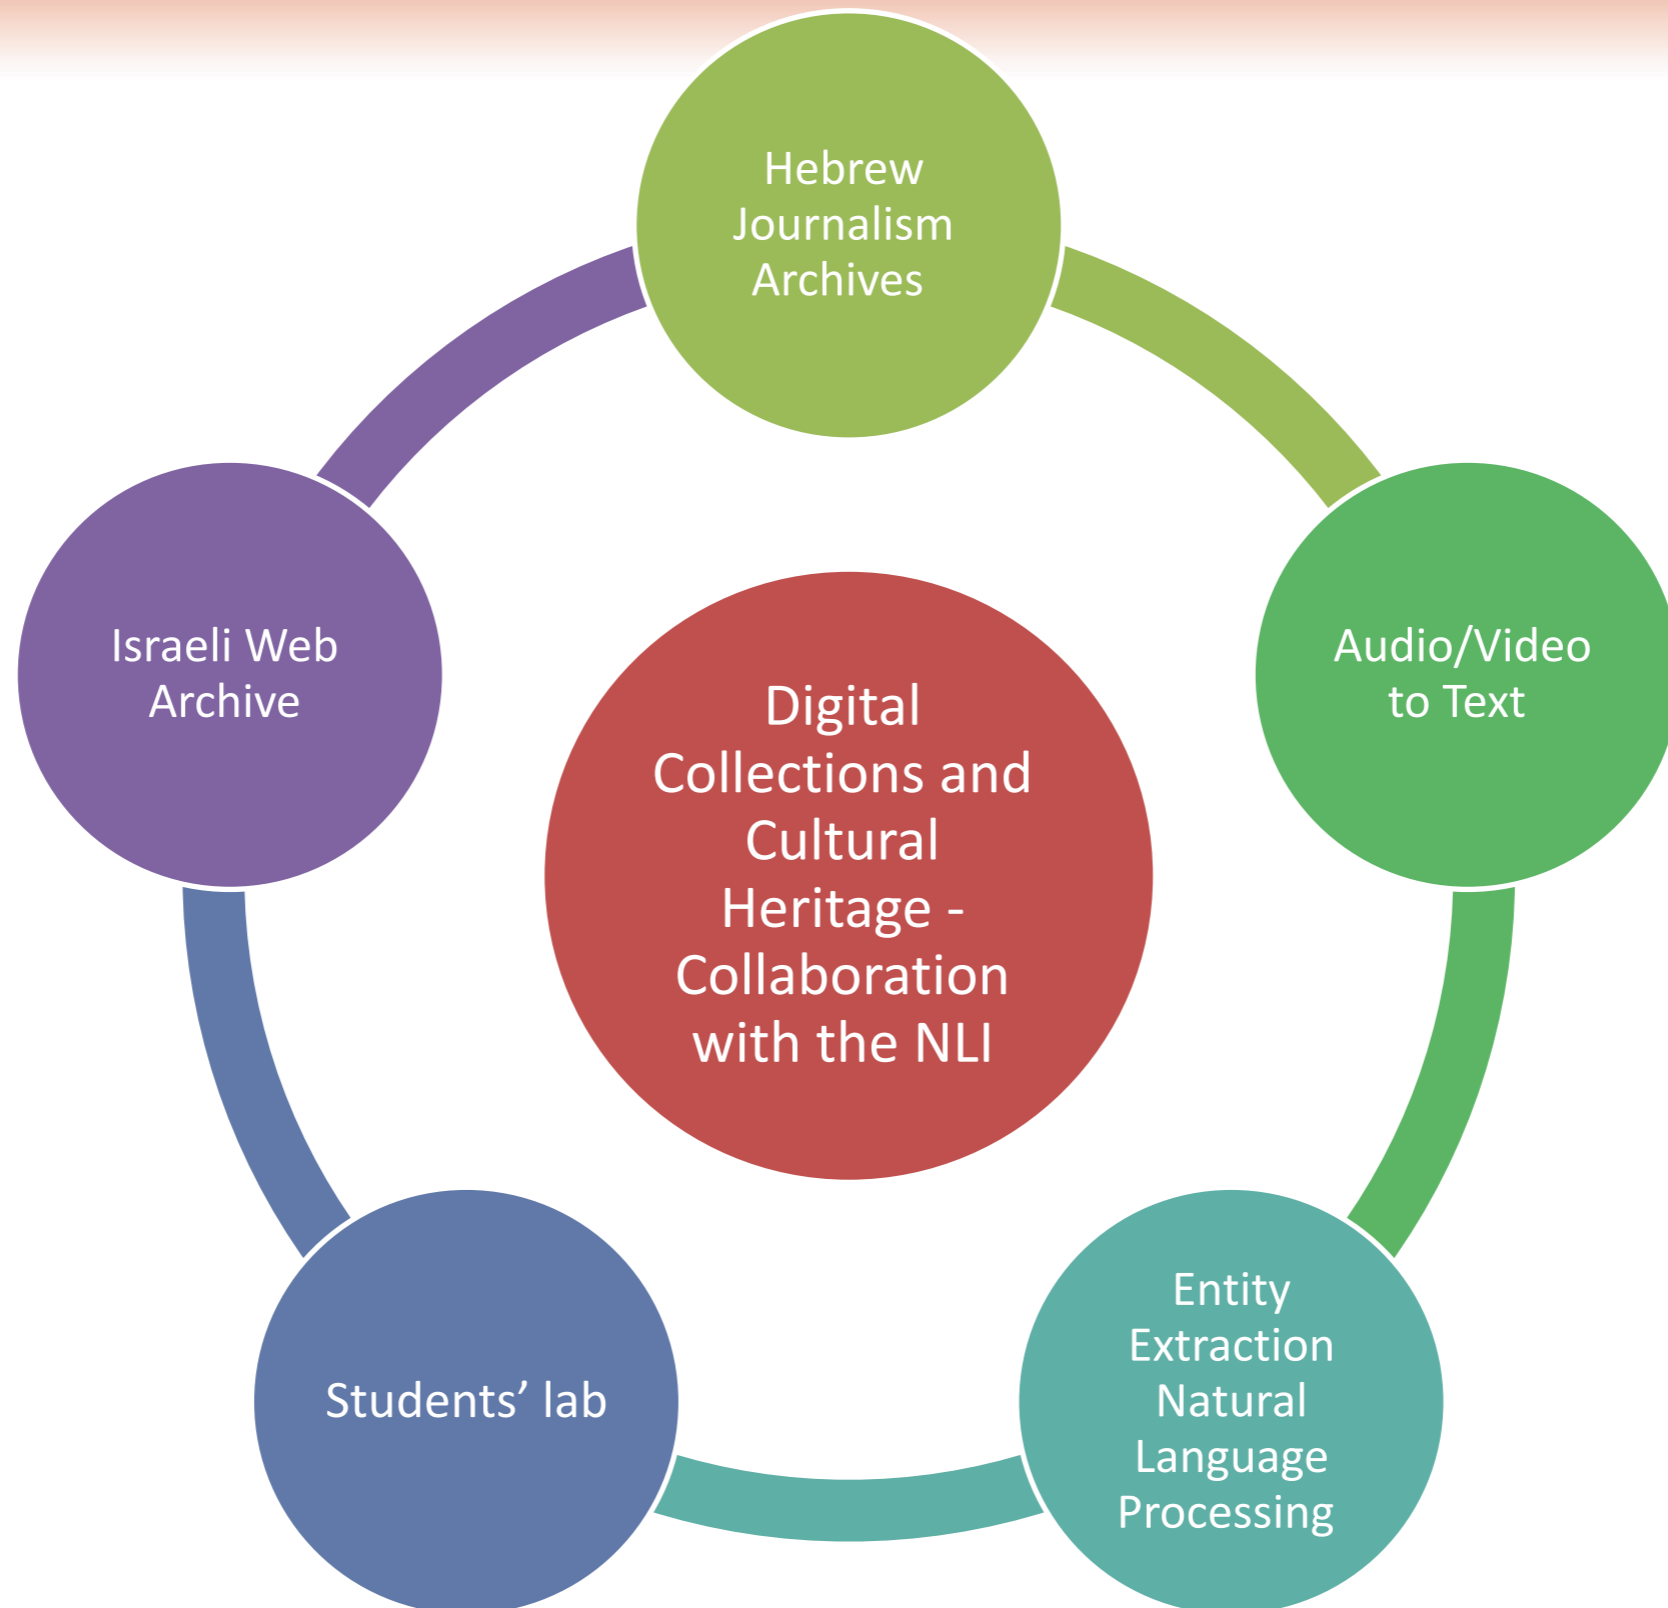 Hebrew
Journalism
Archives
Audio/Video
to Text
Entity
Extraction
Natural
Language
Processing
Students’ lab
Israeli Web
Archive
Digital
Collections and
Cultural
Heritage -
Collaboration
with the NLI